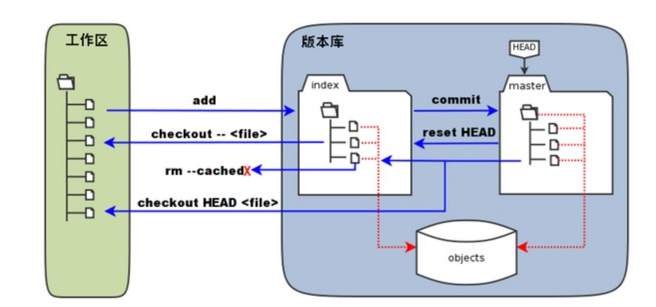 工作区
版本库
HEAD
index
master
add
commit
checkout -- <file>
reset HEAD
rm --cachedX
checkout HEAD <file>
objects